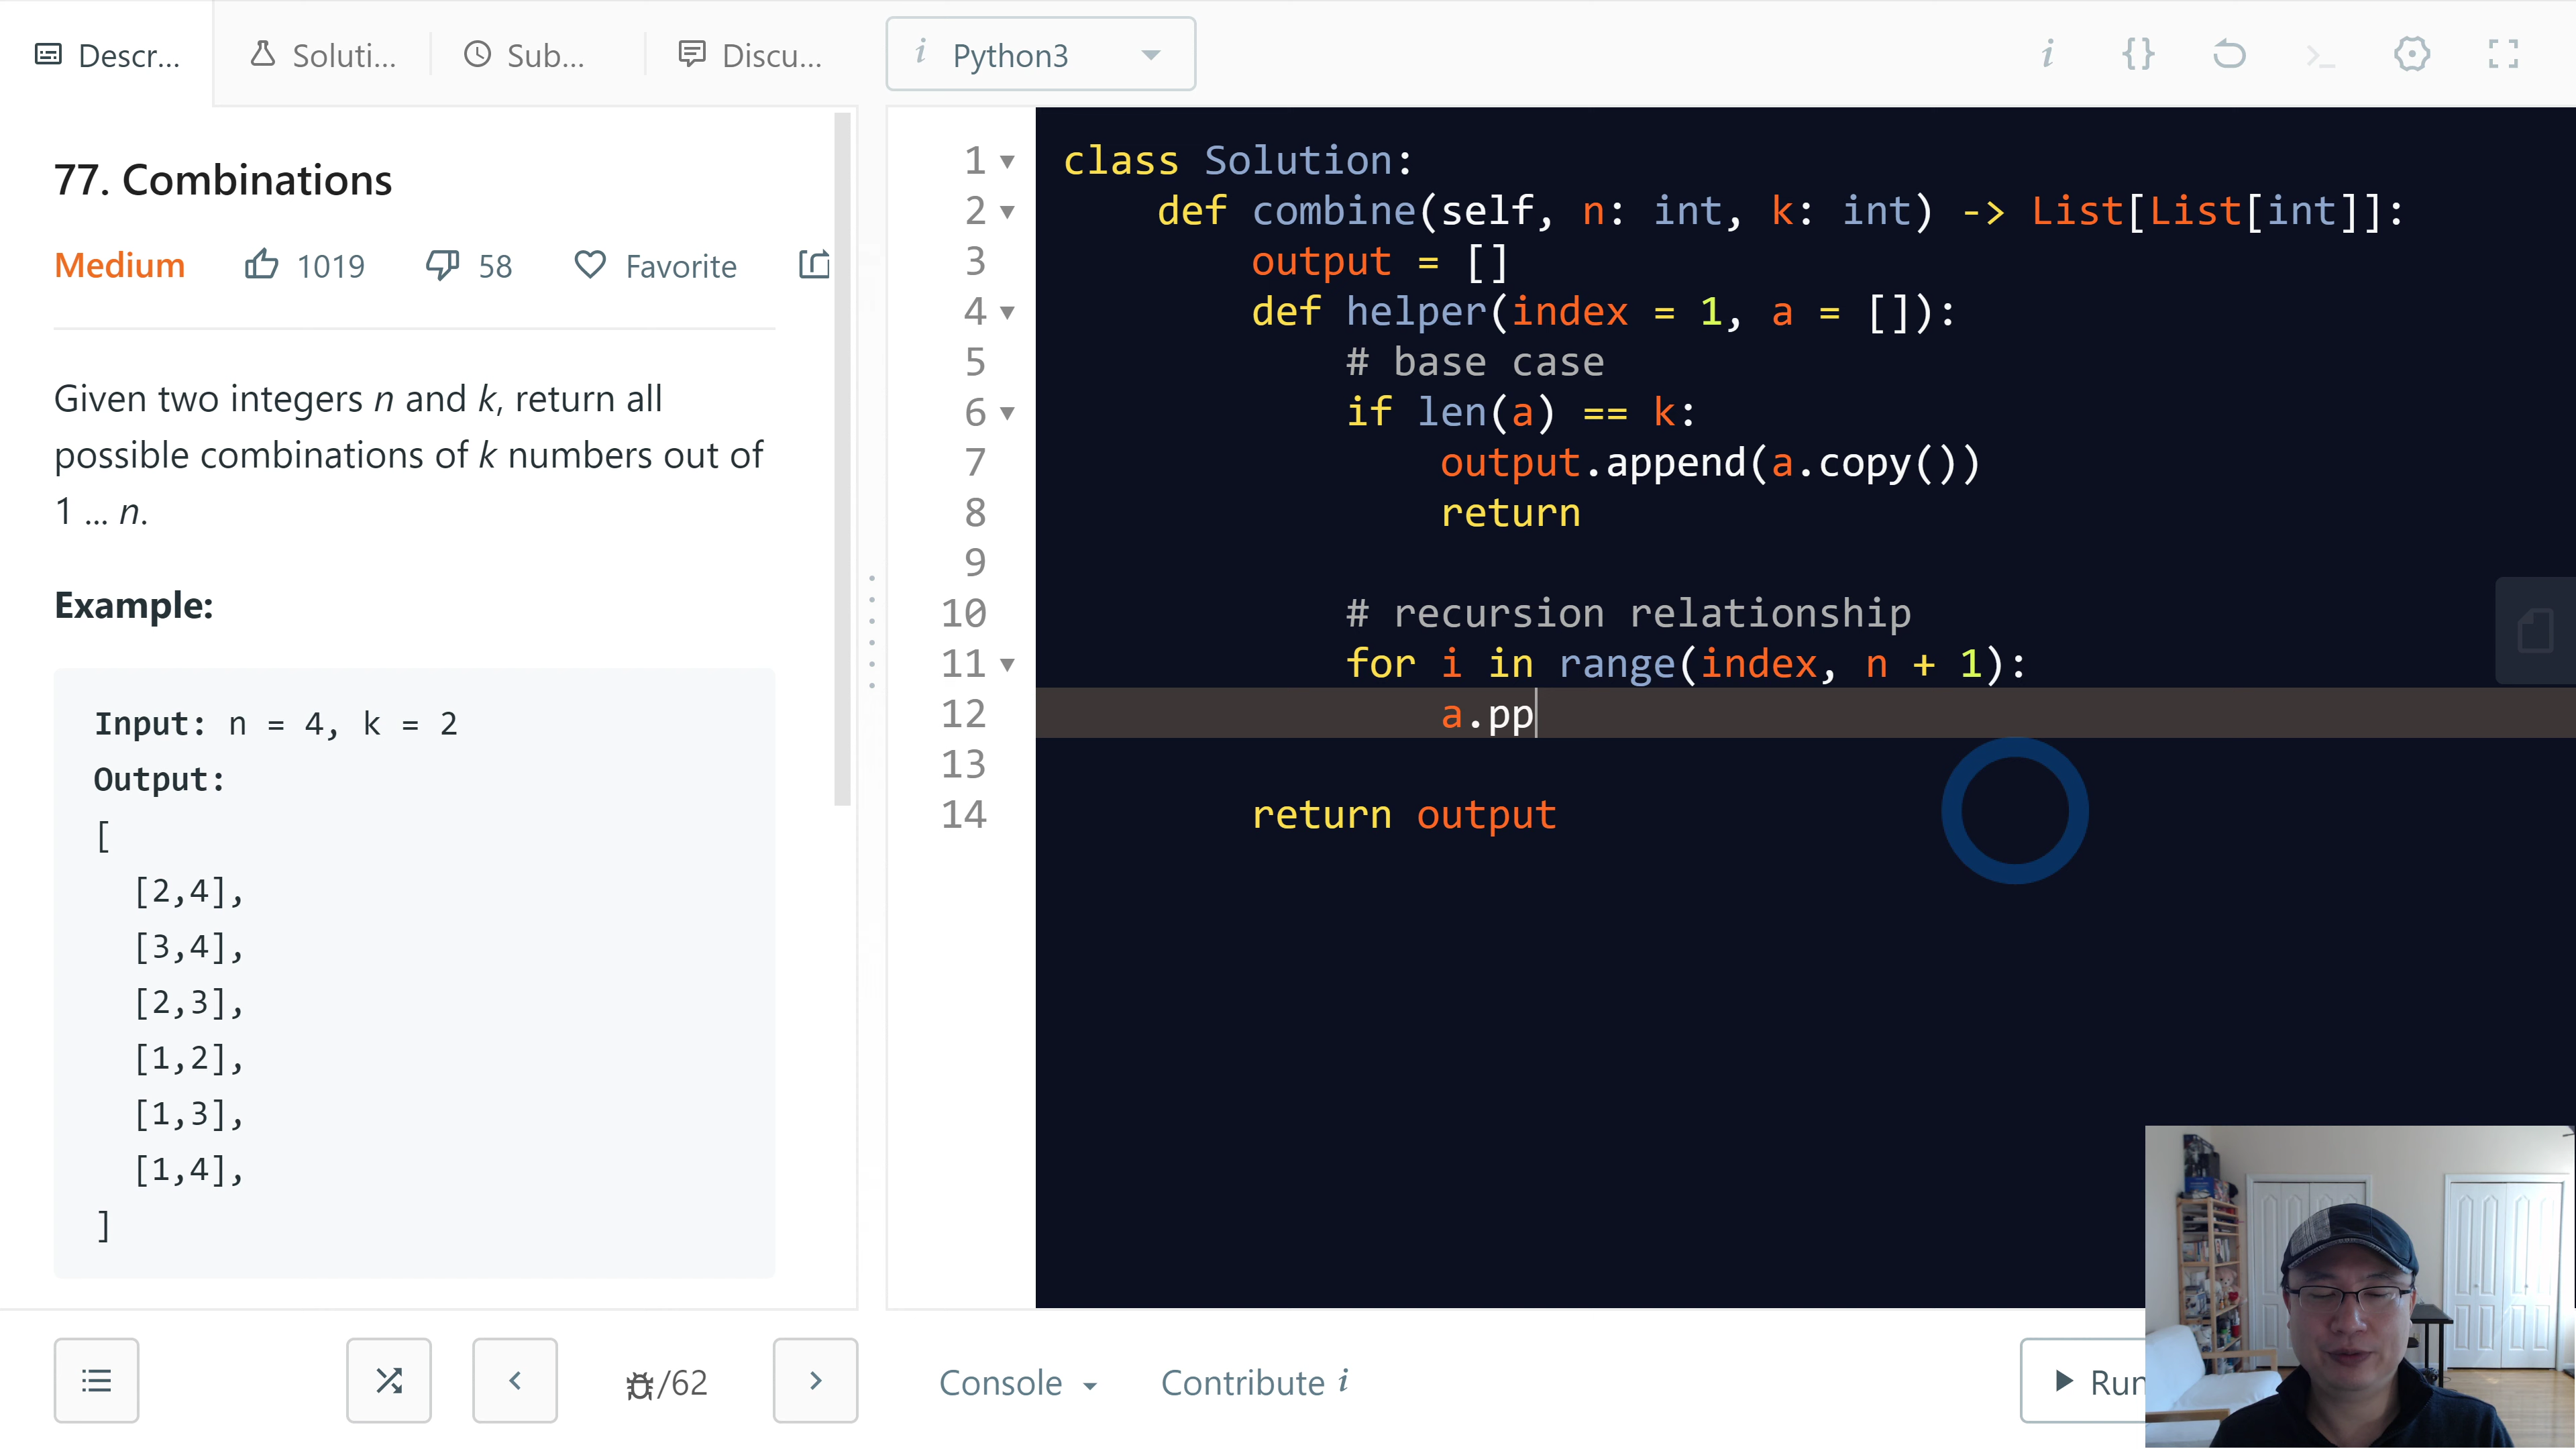 Descr...
Soluti...
Sub...
Discu...
i Python3
i {} >_
77. Combinations
Medium 1019 58 Favorite
Given two integers n and k, return all
possible combinations of k numbers out of
1 ... n.
Example:
Input: n = 4, k = 2
Output:
[
[2,4],
[3,4],
[2,3],
[1,2],
[1,3],
[1,4],
]
1 class Solution:
2 def combine(self, n: int, k: int) -> List[List[int]]:
3 output = []
4 def helper(index = 1, a = []):
5 # base case
6 if len(a) == k:
7 output.append(a.copy())
8 return
9
10 # recursion relationship
11 for i in range(index, n + 1):
12 a.pp
13
14 return output
/62
Console
Contribute i
Run